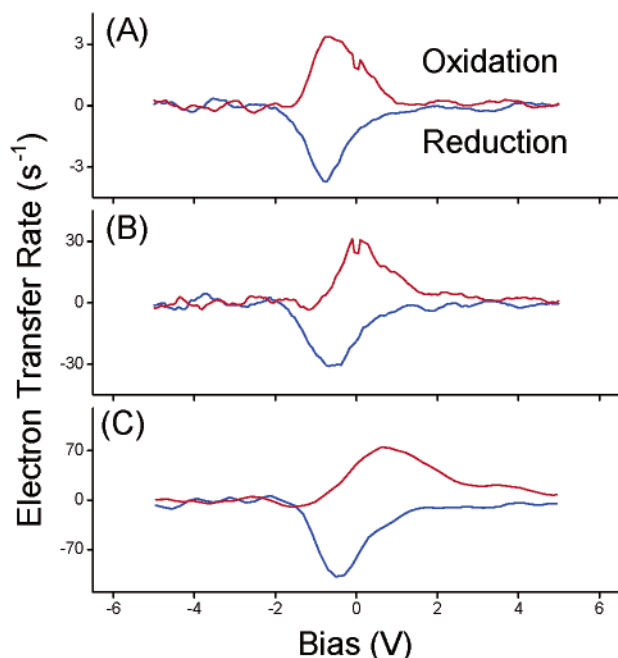 (A)
Oxidation
Reduction
3
0
-3
(B)
30
0
-30
(C)
70
0
-70
-6 -4 -2 0 2 4 6
Bias (V)
Electron Transfer Rate (s⁻¹)